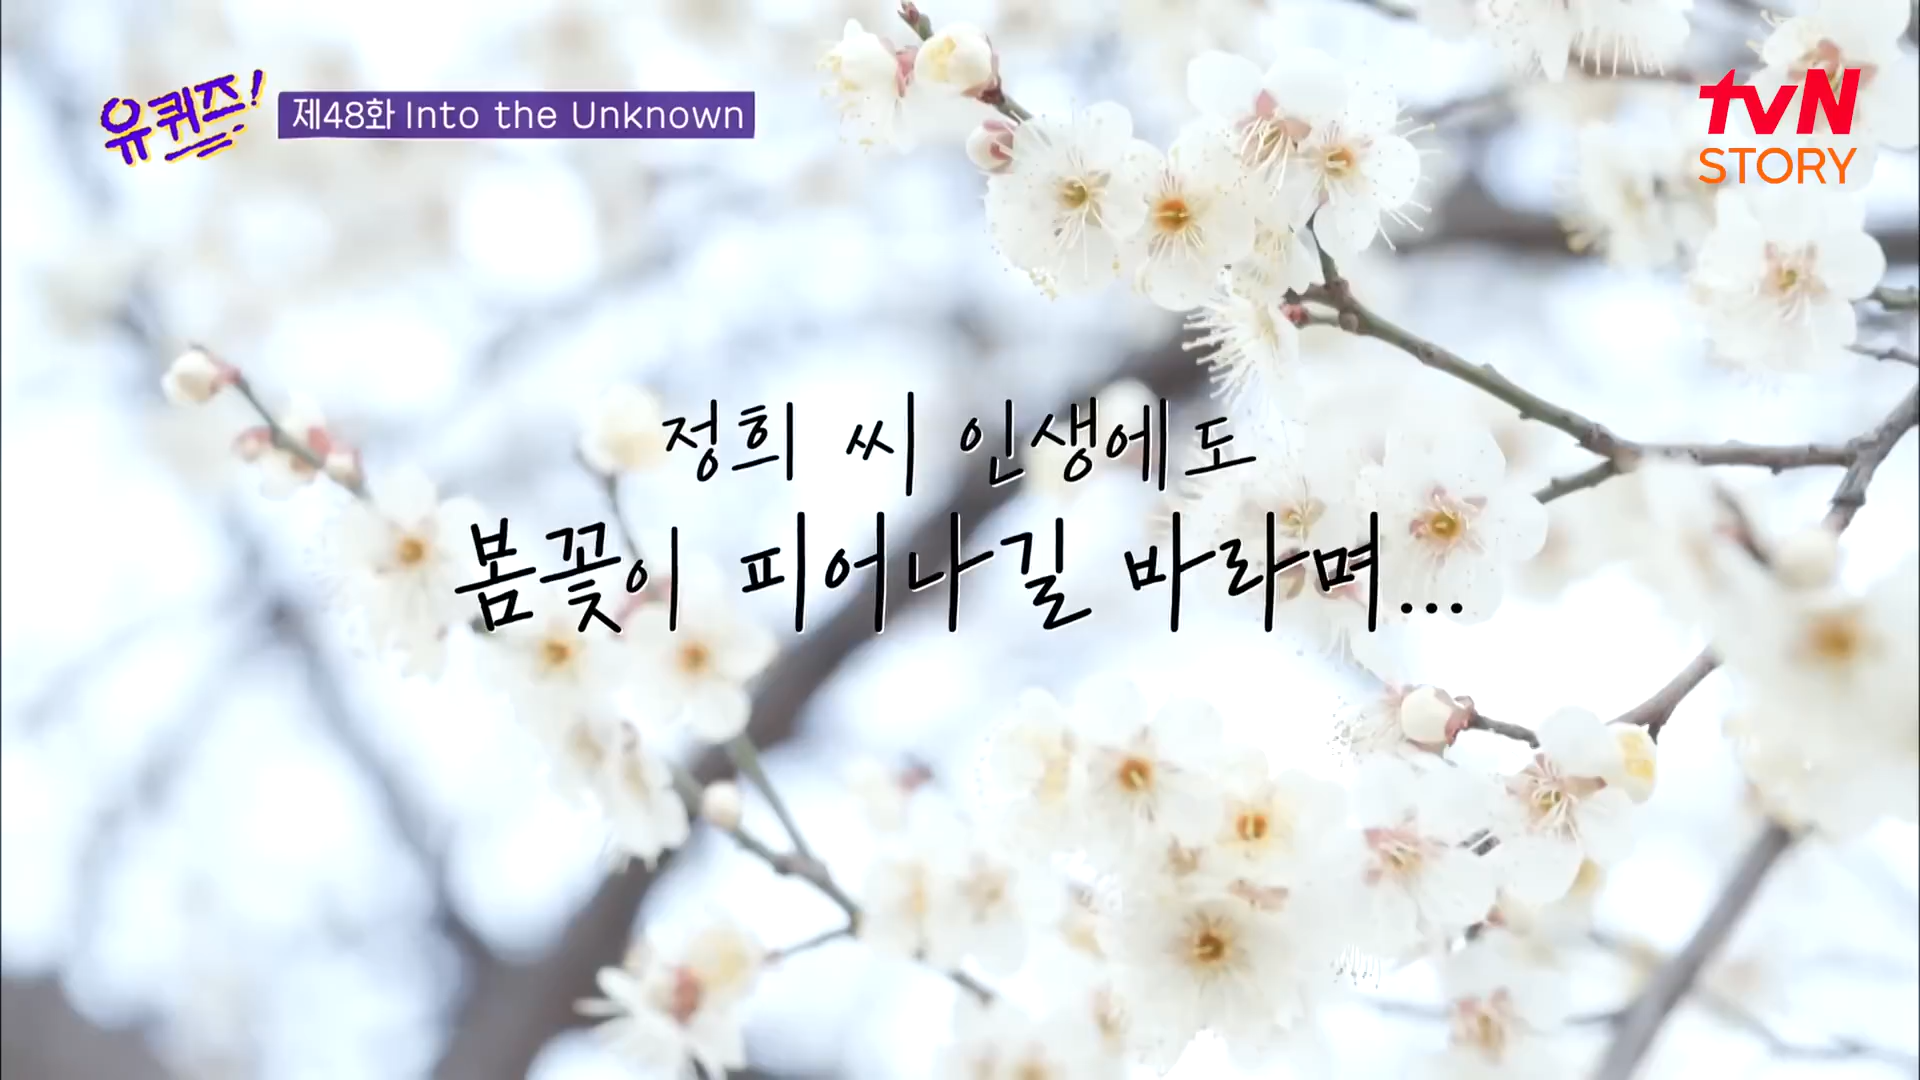 유퀴즈!
제48화 Into the Unknown
tvN
STORY
정희 씨 인생에도
봄꽃이 피어나길 바라며...